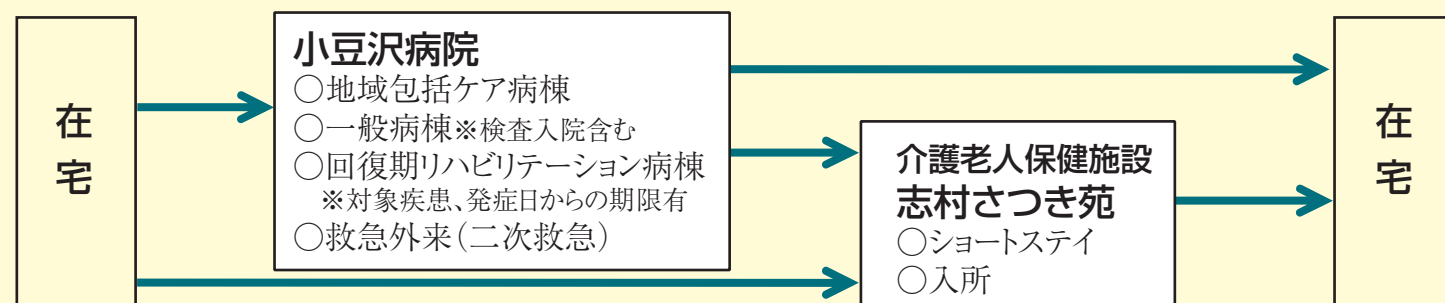 在宅
小豆沢病院
○地域包括ケア病棟
○一般病棟※検査入院含む
○回復期リハビリテーション病棟
※対象疾患、発症日からの期限有
○救急外来(二次救急)
介護老人保健施設
志村さつき苑
○ショートステイ
○入所
在宅